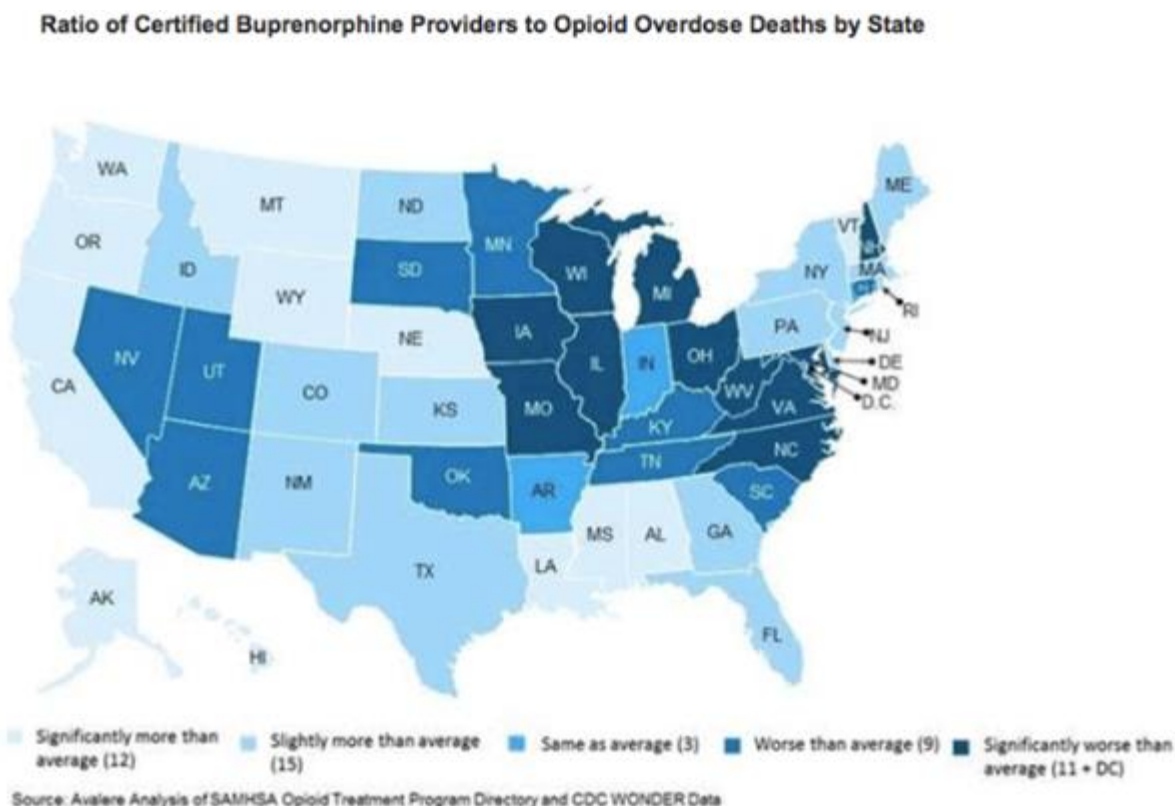 Ratio of Certified Buprenorphine Providers to Opioid Overdose Deaths by State
WA
MT
ND
MN
ME
VT
NH
OR
ID
SD
WI
NY
MA
MI
WY
RI
IA
PA
NE
NJ
NV
UT
IL
IN
OH
DE
MD
CA
CO
KS
MO
WV
VA
D.C.
KY
NC
TN
AZ
NM
OK
AR
SC
MS
AL
GA
LA
TX
AK
FL
HI
Significantly more than
average (12)
Slightly more than average
(15)
Same as average (3)
Worse than average (9)
Significantly worse than
average (11 + DC)
Source: Avalere Analysis of SAMHSA Opioid Treatment Program Directory and CDC WONDER Data